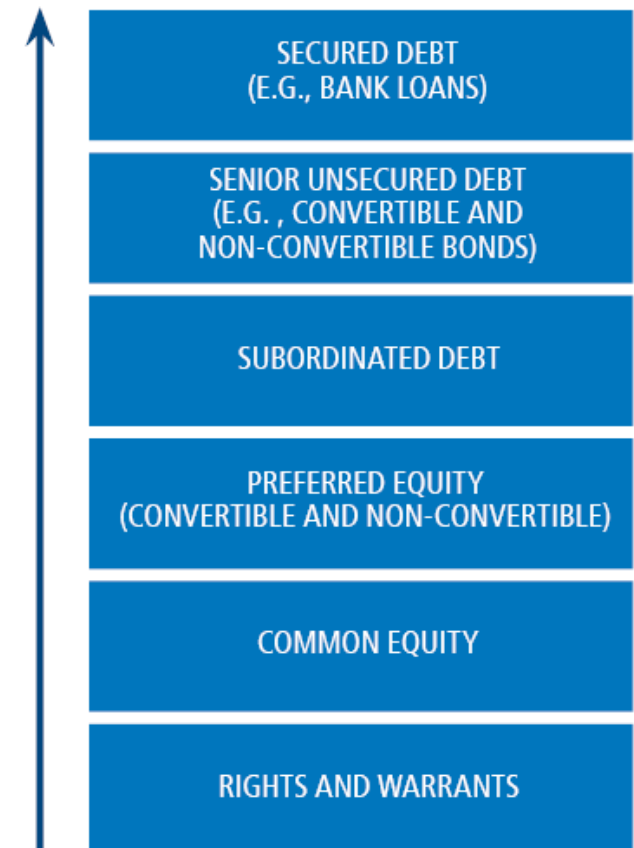 SECURED DEBT
(E.G., BANK LOANS)
SENIOR UNSECURED DEBT
(E.G. , CONVERTIBLE AND
NON-CONVERTIBLE BONDS)
SUBORDINATED DEBT
PREFERRED EQUITY
(CONVERTIBLE AND NON-CONVERTIBLE)
COMMON EQUITY
RIGHTS AND WARRANTS